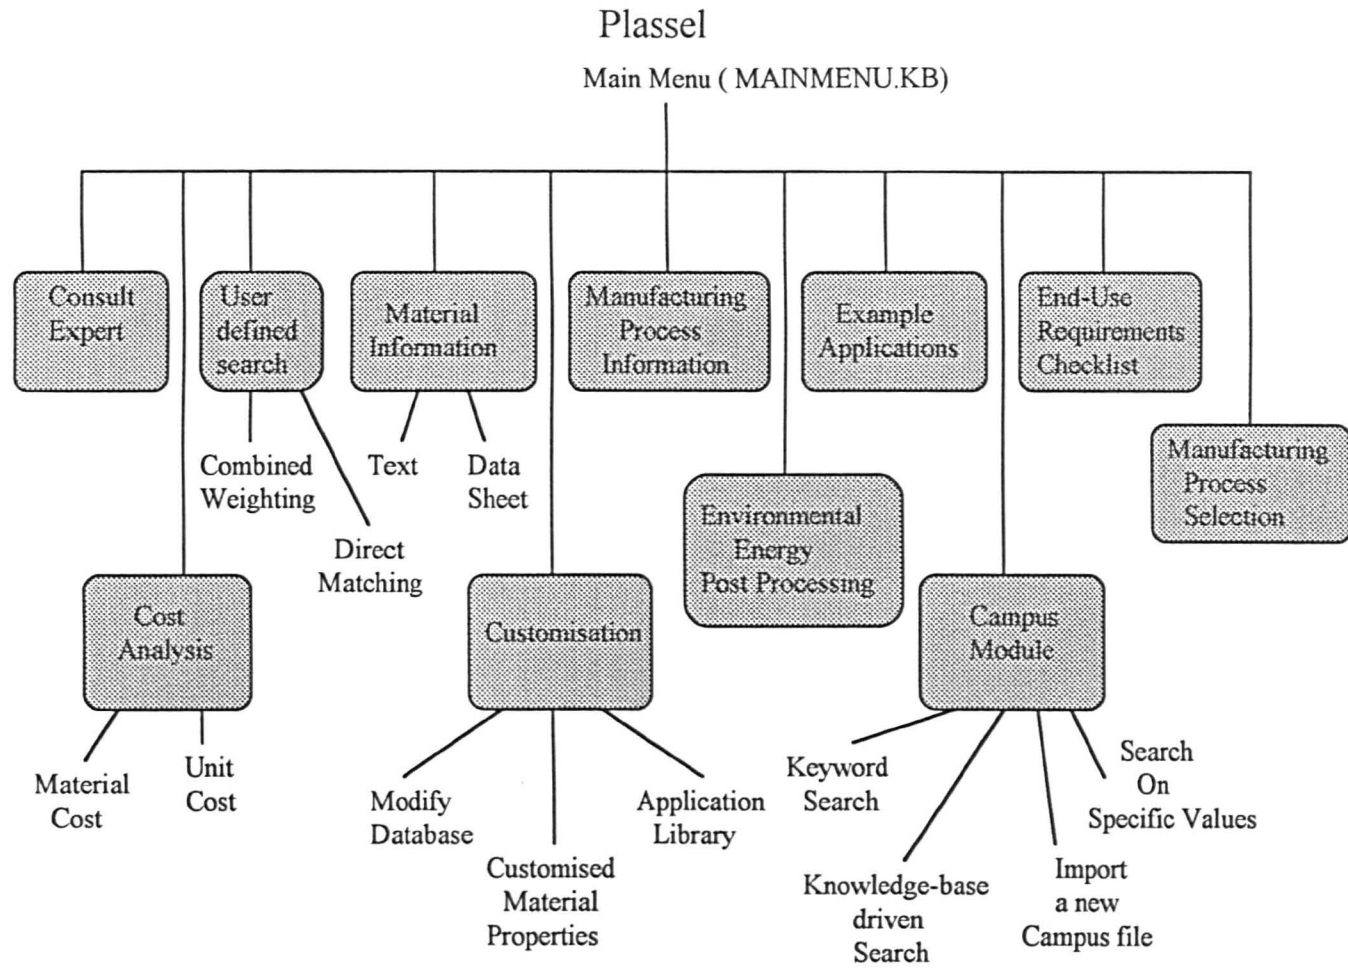 Plassel
Main Menu ( MAINMENU.KB)
Consult
Expert
User
defined
search
Material
Information
Manufacturing
Process
Information
Example
Applications
End-Use
Requirements
Checklist
Combined
Weighting
Direct
Matching
Text
Data
Sheet
Environmental
Energy
Post Processing
Manufacturing
Process
Selection
Cost
Analysis
Customisation
Campus
Module
Material
Cost
Unit
Cost
Modify
Database
Customised
Material
Properties
Application
Library
Keyword
Search
Knowledge-base
driven
Search
Import
a new
Campus file
Search
On
Specific Values